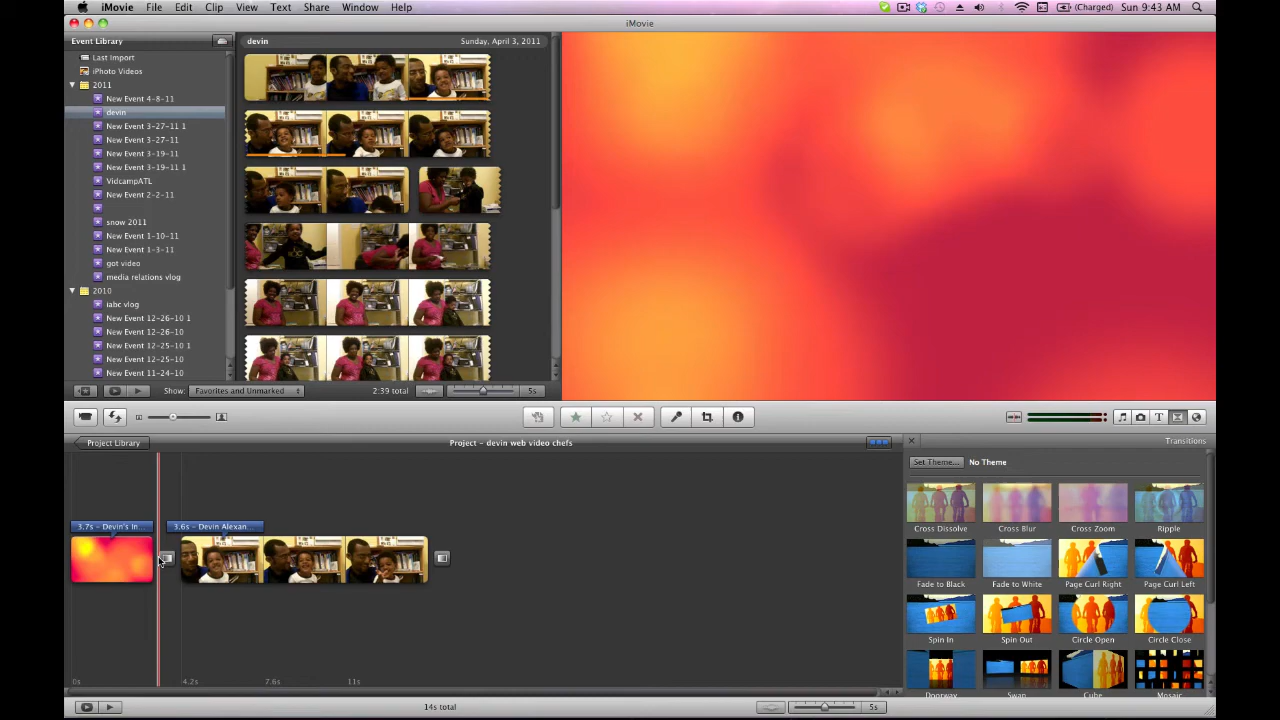 iMovie File Edit Clip View Text Share Window Help
(Charged) Sun 9:43 AM
iMovie
Event Library
devin Sunday, April 3, 2011
Last Import
iPhoto Videos
2011
New Event 4-8-11
devin
New Event 3-27-11 1
New Event 3-27-11
New Event 3-19-11
New Event 3-19-11 1
VidcampATL
New Event 2-2-11
snow 2011
New Event 1-10-11
New Event 1-3-11
got video
media relations vlog
2010
iabc vlog
New Event 12-26-10 1
New Event 12-26-10
New Event 12-25-10 1
New Event 12-25-10
New Event 11-24-10
Show: Favorites and Unmarked 2:39 total 5s
Project Library
Project - devin web video chefs
Transitions
Set Theme... No Theme
Cross Dissolve Cross Blur Cross Zoom Ripple
3.7s - Devin's In... 3.6s - Devin Alexan...
Fade to Black Fade to White Page Curl Right Page Curl Left
Spin In Spin Out Circle Open Circle Close
0s 4.2s 7.6s 11s
Doorway Swap Cube Mosaic
14s total 5s